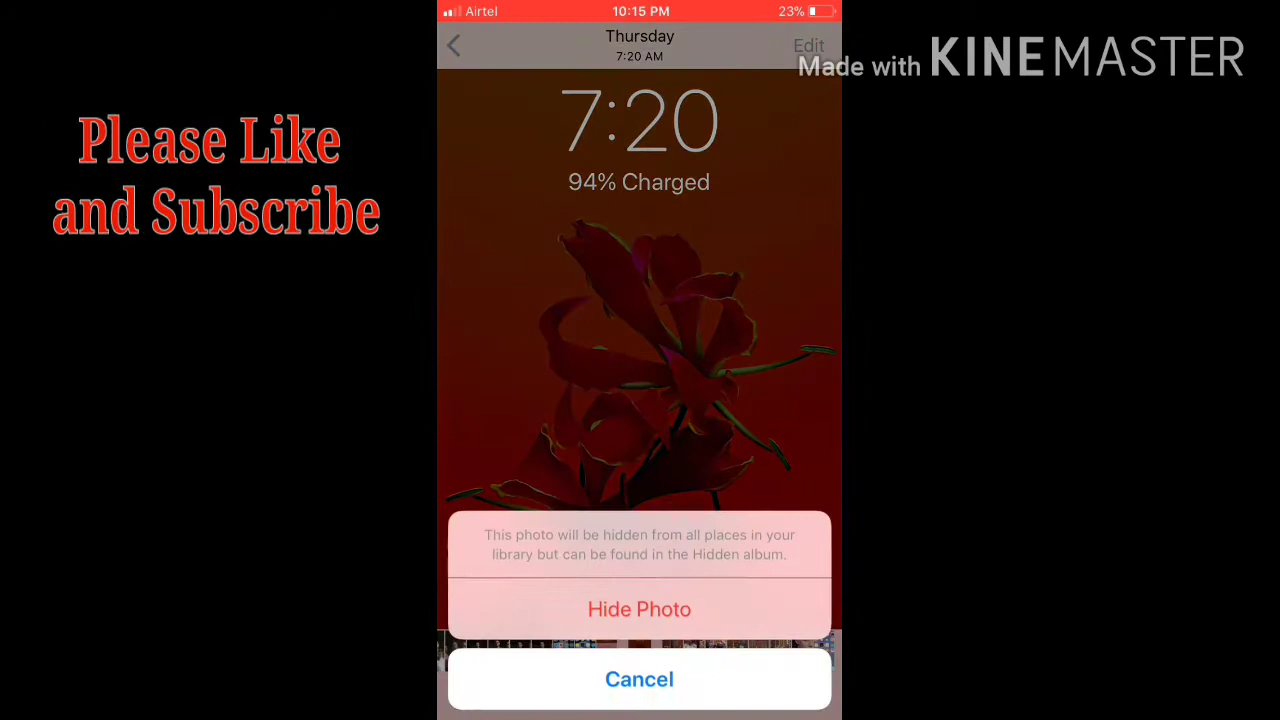 Airtel 10:15 PM 23%
Thursday
7:20 AM
Edit
Made with KINEMASTER
7:20
94% Charged
Please Like
and Subscribe
This photo will be hidden from all places in your
library but can be found in the Hidden album.
Hide Photo
Cancel